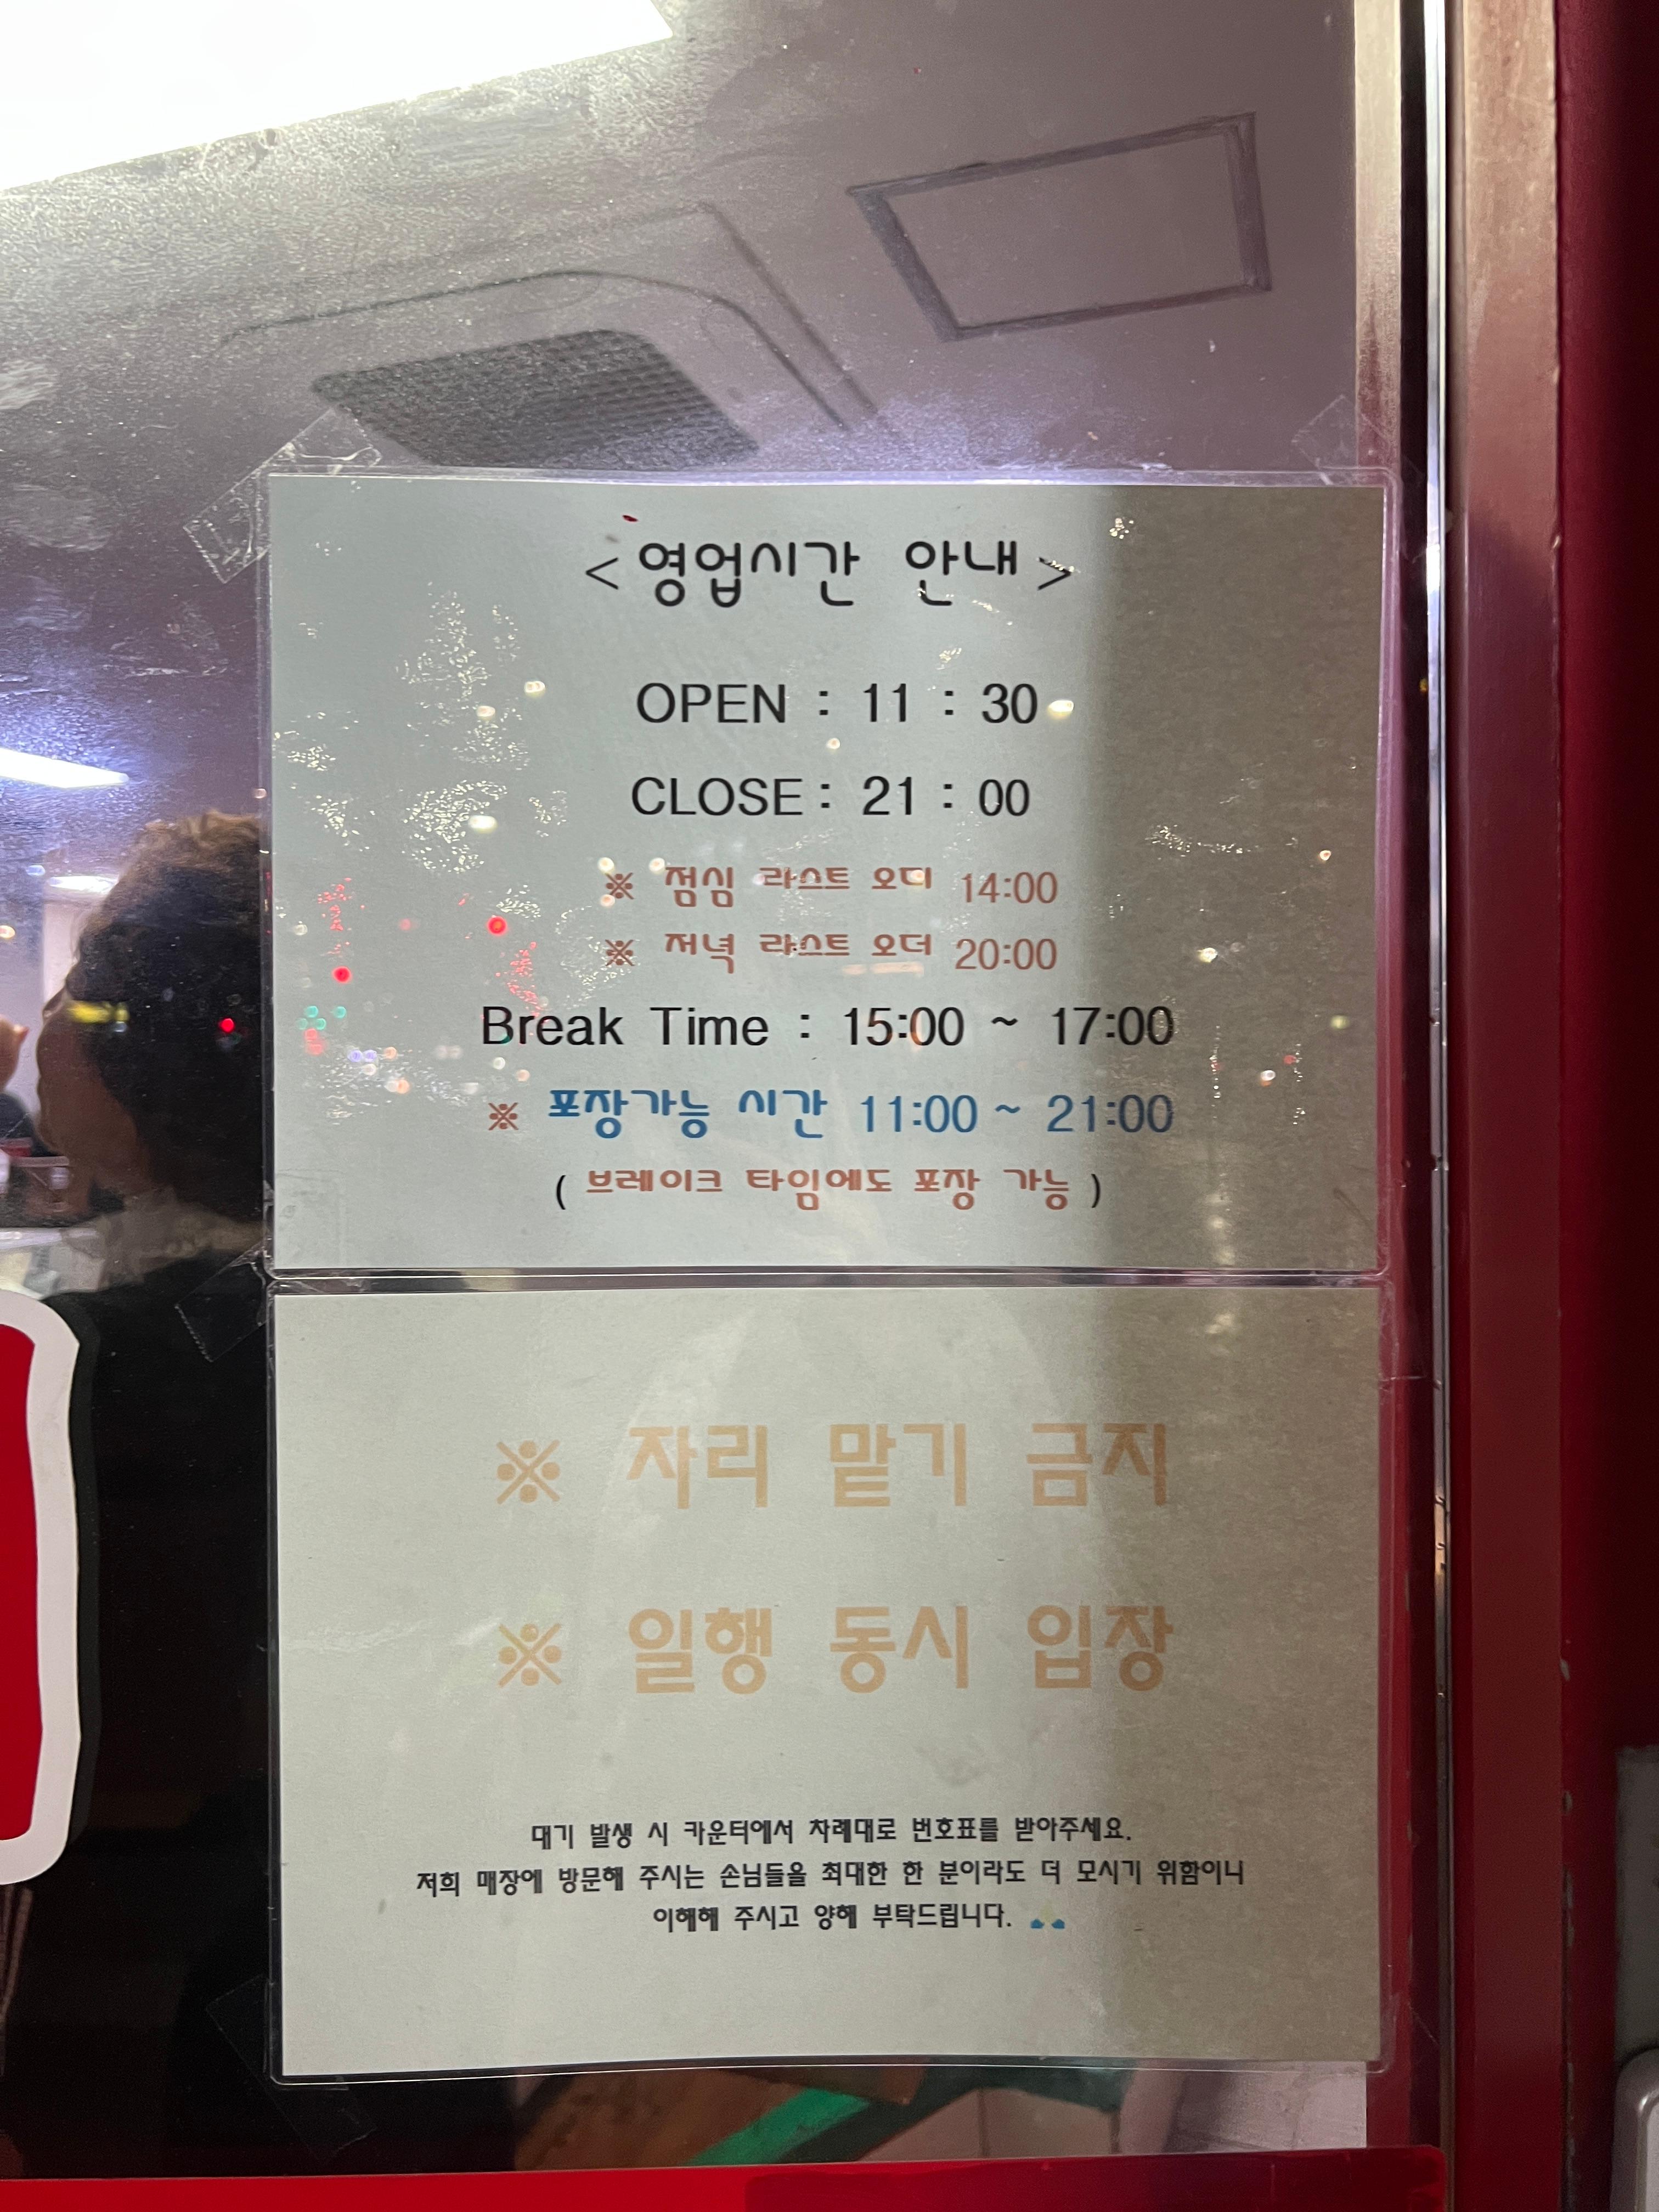 <영업시간 안내>
OPEN : 11 : 30
CLOSE : 21 : 00
※ 점심 라스트 오더 14:00
※ 저녁 라스트 오더 20:00
Break Time : 15:00 ~ 17:00
※ 포장가능 시간 11:00 ~ 21:00
( 브레이크 타임에도 포장 가능 )
※ 자리 맡기 금지
※ 일행 동시 입장
대기 발생 시 카운터에서 차례대로 번호표를 받아주세요.
저희 매장에 방문해 주시는 손님들을 최대한 한 분이라도 더 모시기 위함이니
이해해 주시고 양해 부탁드립니다.